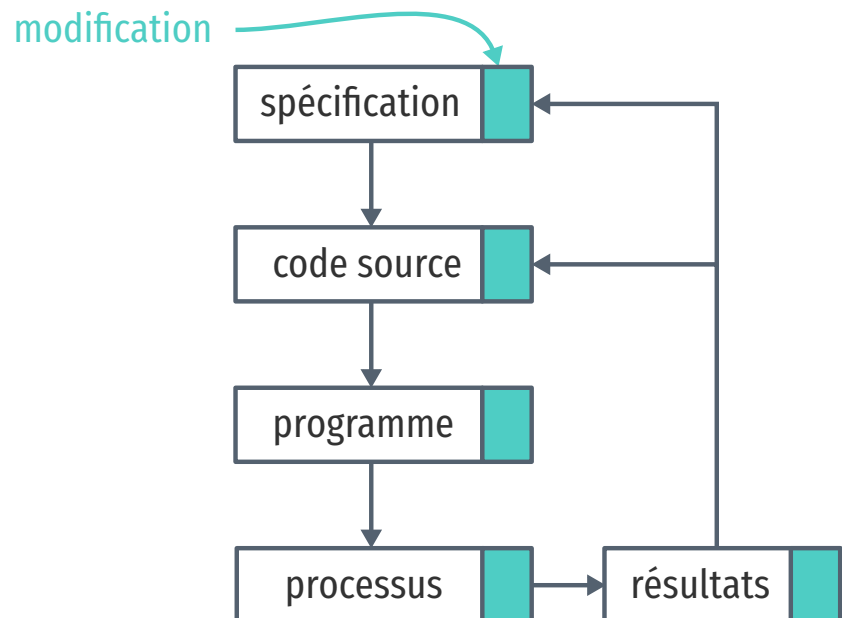 modification
spécification
code source
programme
processus
résultats